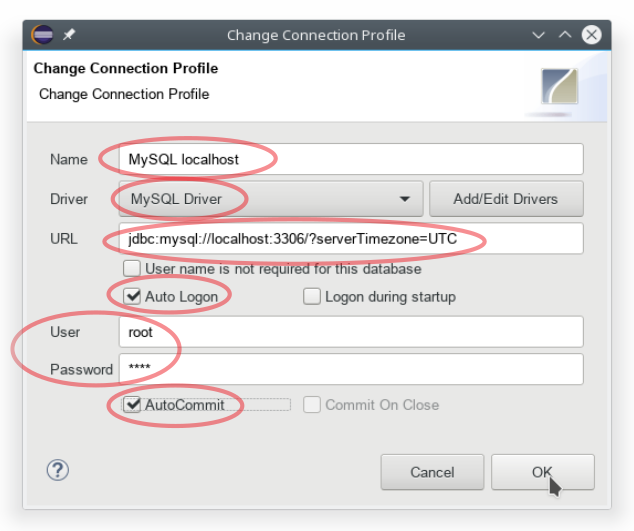 Change Connection Profile
Change Connection Profile
Change Connection Profile
Name MySQL localhost
Driver MySQL Driver Add/Edit Drivers
URL jdbc:mysql://localhost:3306/?serverTimezone=UTC
User name is not required for this database
Auto Logon Logon during startup
User root
Password ****
AutoCommit Commit On Close
? Cancel OK